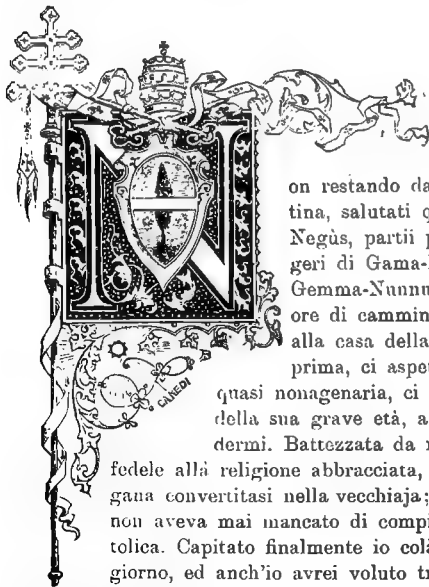 N
on restando da
tina, salutati q
Negùs, partii p
geri di Gama-
Gemma-Nunnu
ore di cammin
alla casa della
prima, ci aspet
quasi nonagenaria, ci
della sua grave età, a
dermi. Battezzata da
fedele alla religione abbracciata,
gana convertitasi nella vecchiaja;
non aveva mai mancato di compi
tolica. Capitato finalmente io colà
giorno, ed anch'io avrei voluto tr
CANEDI